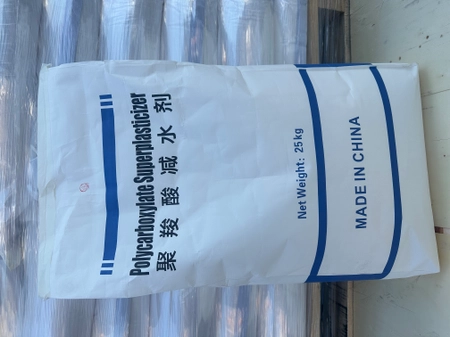 Polycarboxylate Superplasticizer
聚羧酸减水剂
Net Weight: 25kg
MADE IN CHINA